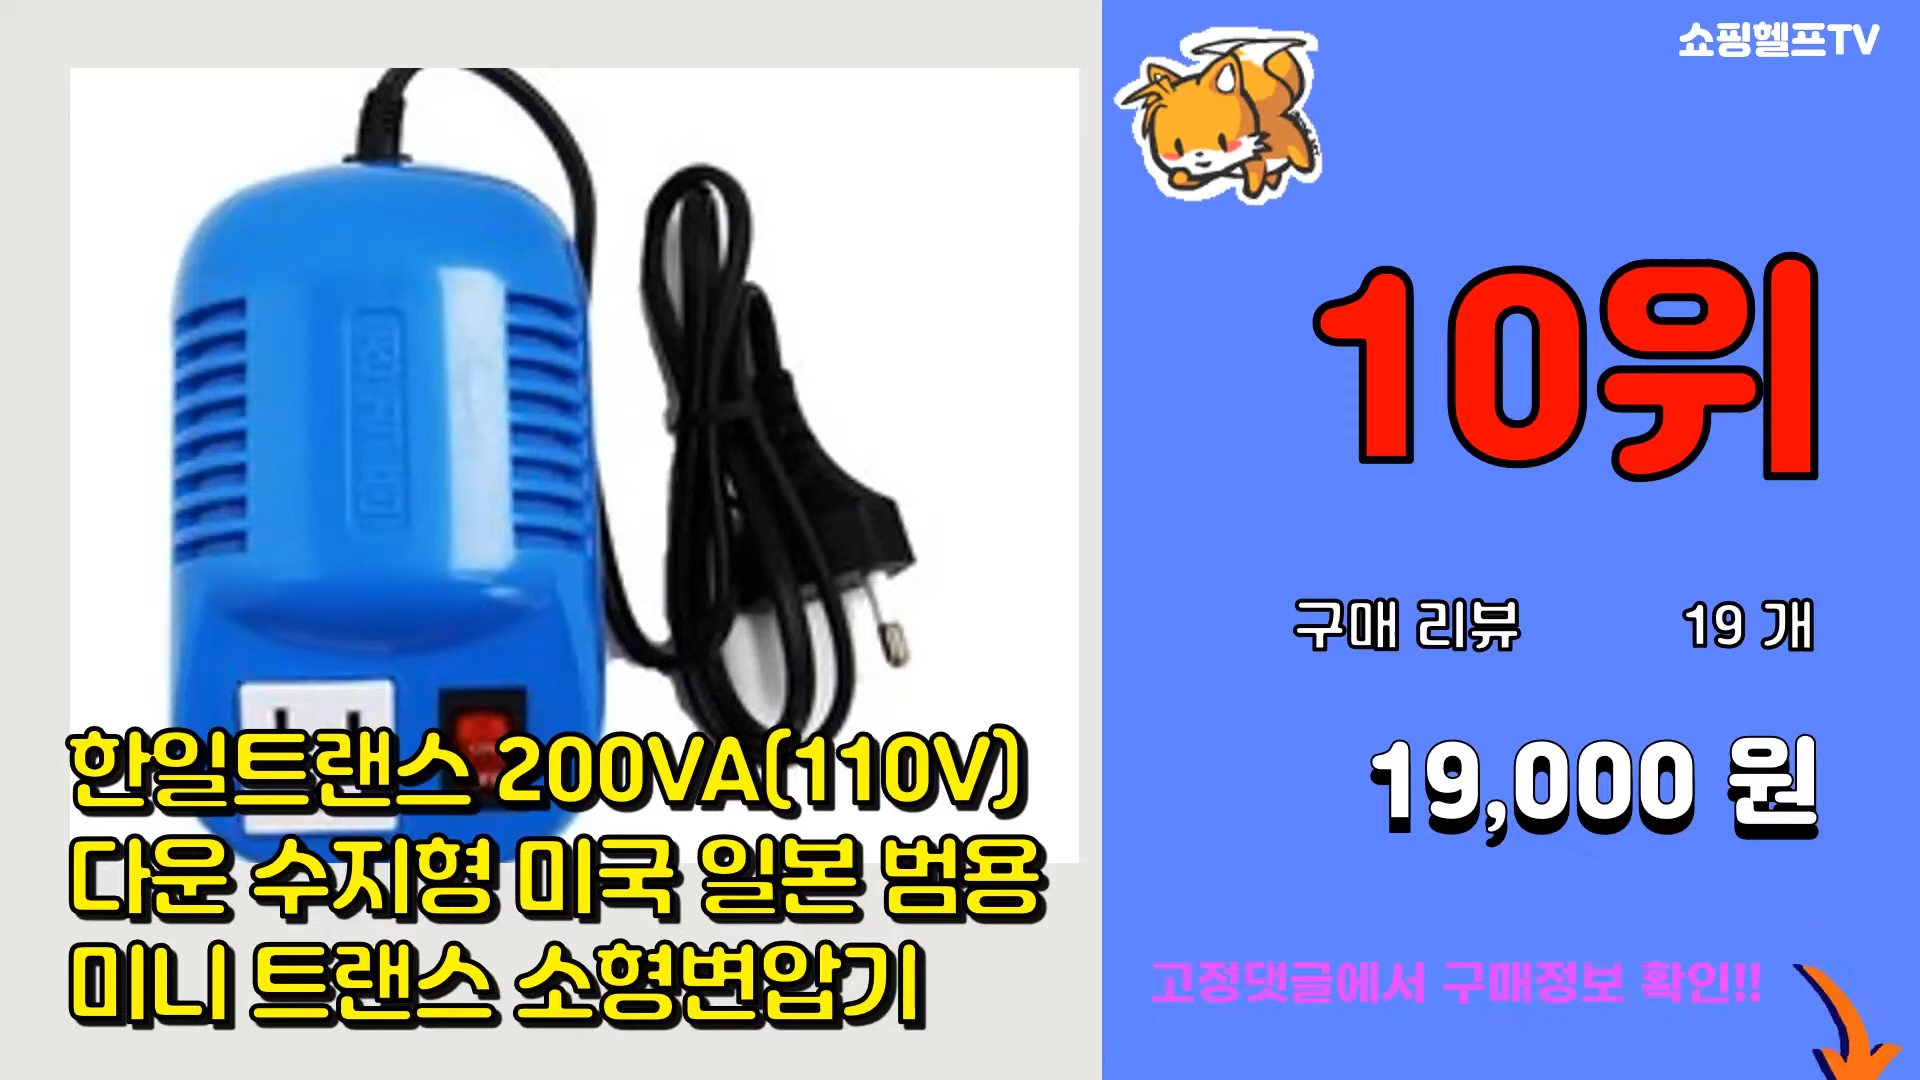 쇼핑헬프TV
10위
구매 리뷰 19 개
19,000 원
한일트랜스 200VA(110V)
다운 수지형 미국 일본 범용
미니 트랜스 소형변압기
고정댓글에서 구매정보 확인!!